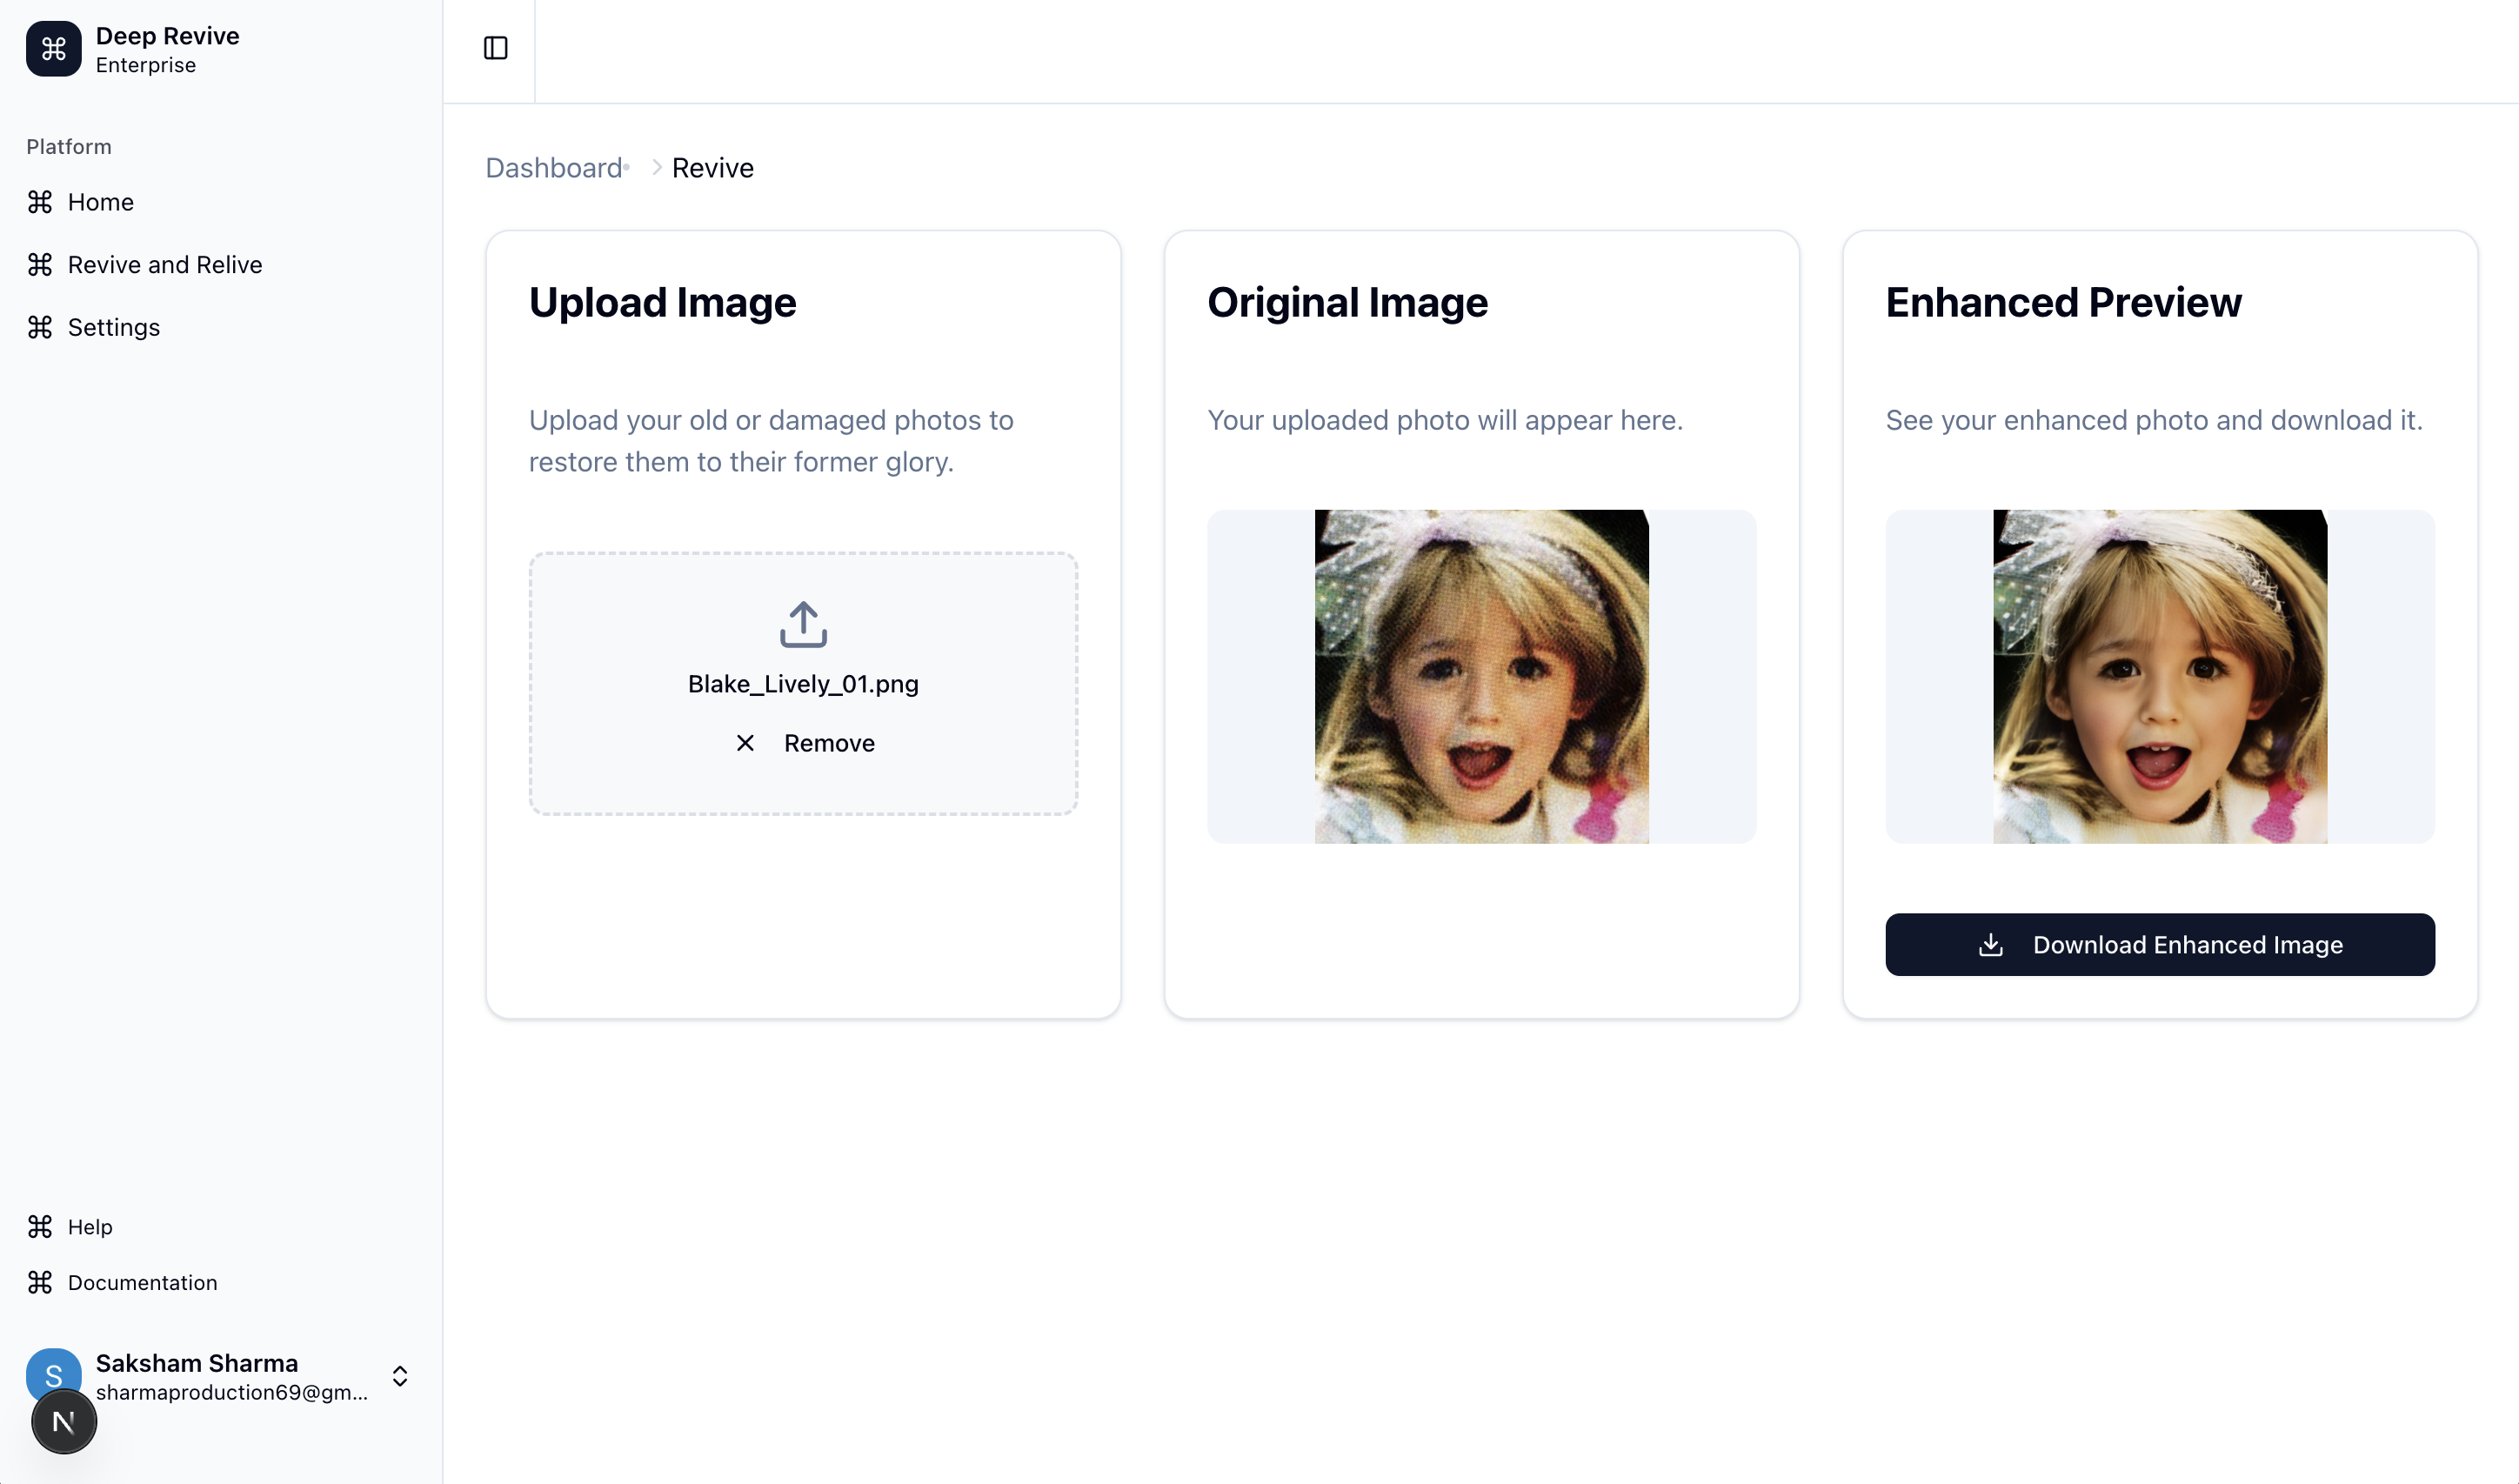 Deep Revive
Enterprise
Platform
Home
Revive and Relive
Settings
Help
Documentation
S
Saksham Sharma
sharmaproduction69@gm...
N
Dashboard
Revive
Upload Image
Upload your old or damaged photos to
restore them to their former glory.
Blake_Lively_01.png
Remove
Original Image
Your uploaded photo will appear here.
Enhanced Preview
See your enhanced photo and download it.
Download Enhanced Image